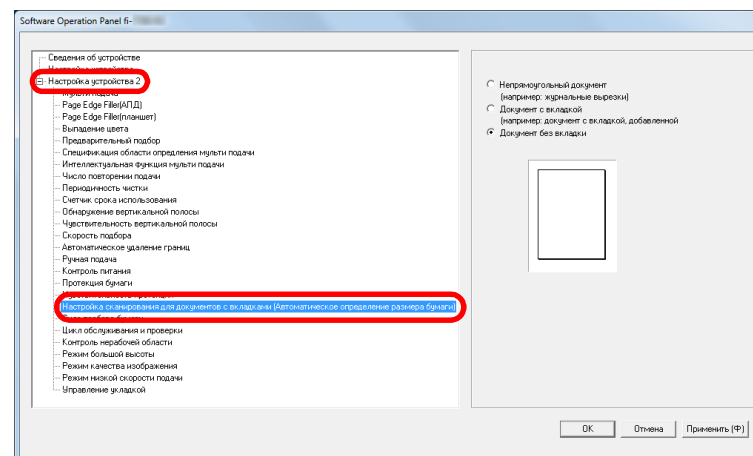 Software Operation Panel fi-
Сведения об устройстве
Настройка устройства
Настройка устройства 2
Мульти подача
Page Edge Filler(АПД)
Page Edge Filler(планшет)
Выпадение цвета
Предварительный подбор
Спецификация области опредления мульти подачи
Интеллектуальная функция мульти подачи
Число повторении подачи
Периодичность чистки
Счетчик срока использования
Обнаружение вертикальной полосы
Чувствительность вертикальной полосы
Скорость подбора
Автоматическое удаление границ
Ручная подача
Контроль питания
Протекция бумаги
Настройка сканирования для документов с вкладками (Автоматическое определение размера бумаги)
Цикл обслуживания и проверки
Контроль нерабочей области
Режим большой высоты
Режим качества изображения
Режим низкой скорости подачи
Управление укладкой
Непрямоугольный документ
(например: журнальные вырезки)
Документ с вкладкой
(например: документ с вкладкой, добавленной
Документ без вкладки
OK
Отмена
Применить (Ф)